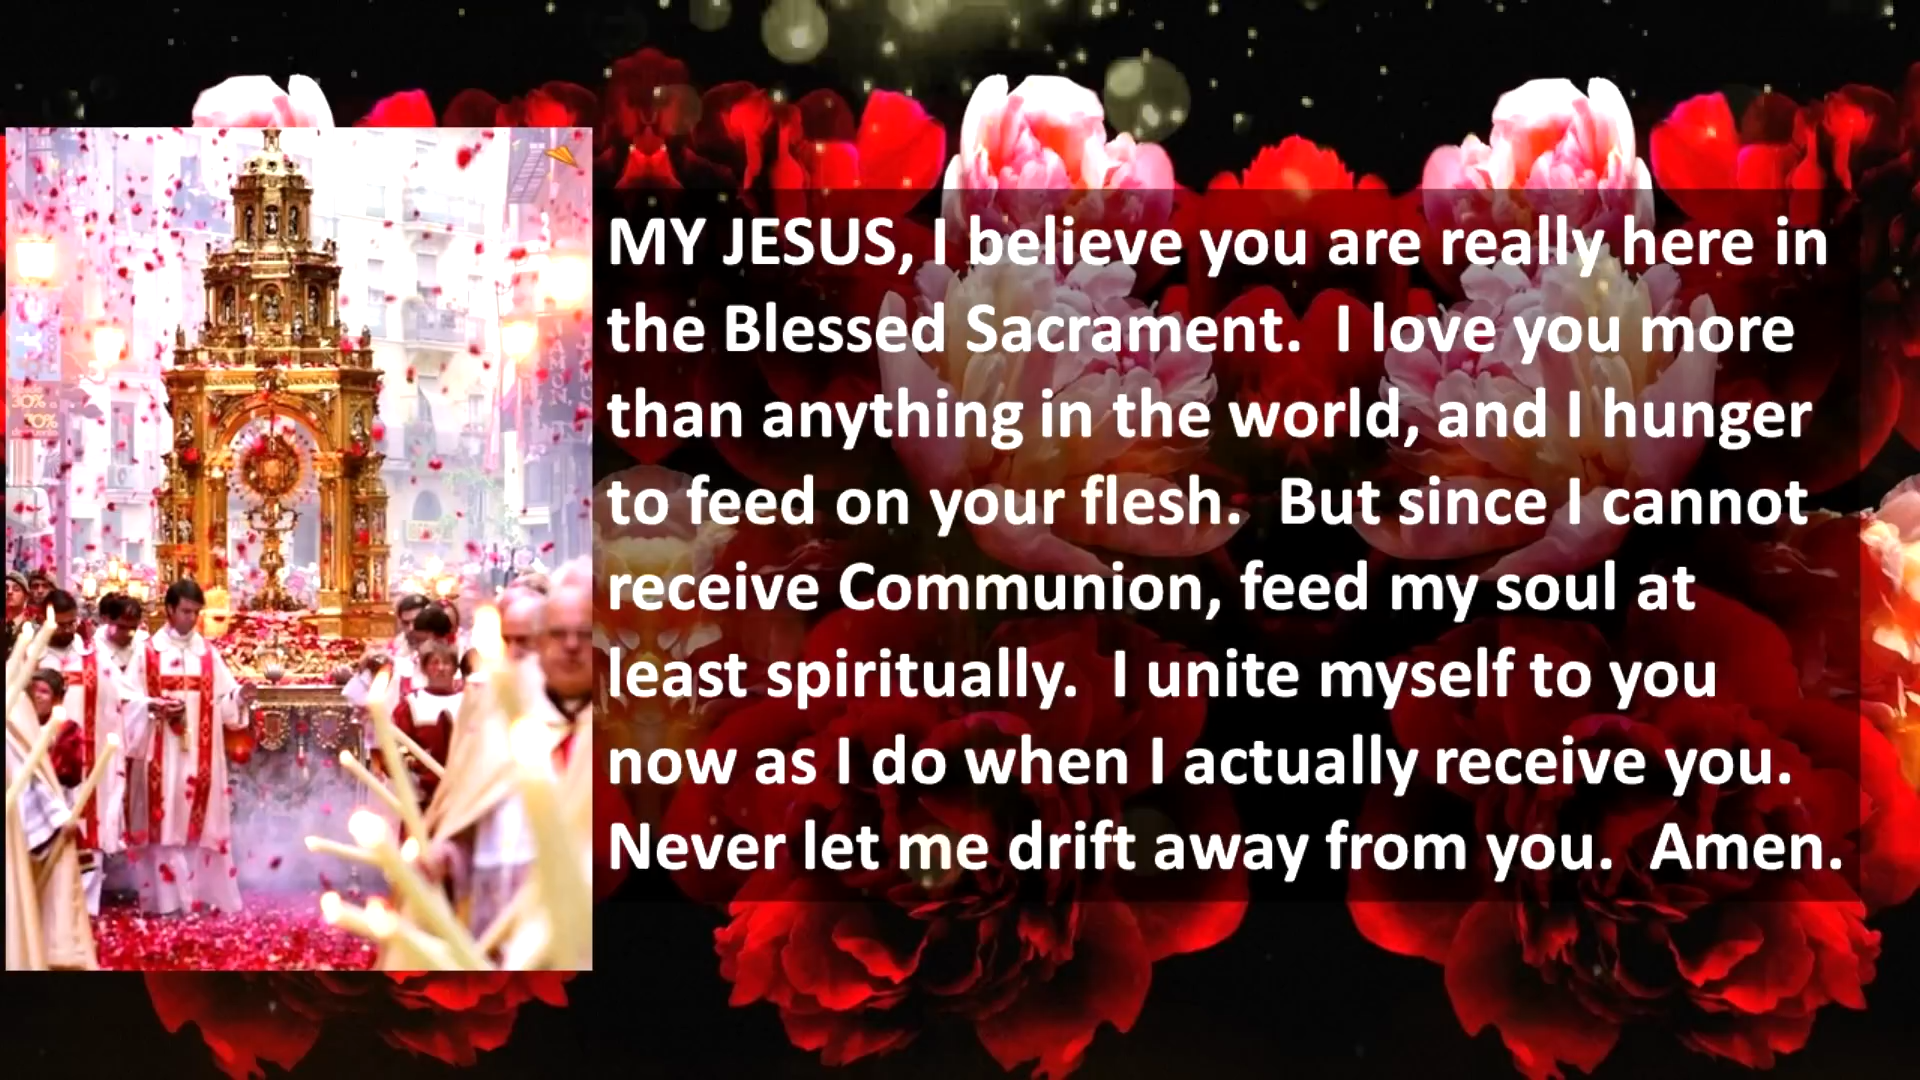 MY JESUS, I believe you are really here in
the Blessed Sacrament.  I love you more
than anything in the world, and I hunger
to feed on your flesh.  But since I cannot
receive Communion, feed my soul at
least spiritually.  I unite myself to you
now as I do when I actually receive you.
Never let me drift away from you.  Amen.
30%
70%